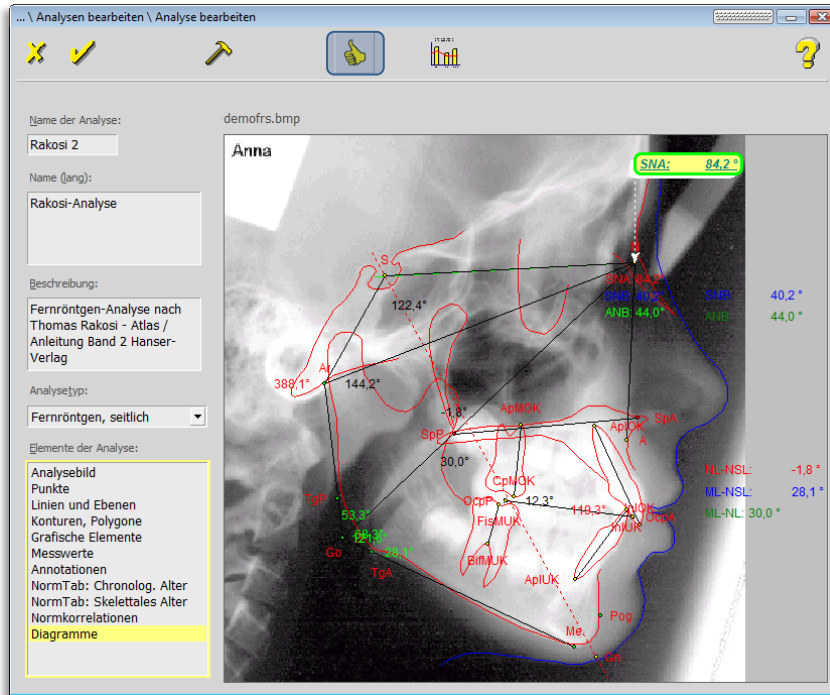 ... \ Analysen bearbeiten \ Analyse bearbeiten
Name der Analyse:
Rakosi 2
Name (lang):
Rakosi-Analyse
Beschreibung:
Fernröntgen-Analyse nach
Thomas Rakosi - Atlas /
Anleitung Band 2 Hanser-
Verlag
Analysetyp:
Fernröntgen, seitlich
Elemente der Analyse:
Analysebild
Punkte
Linien und Ebenen
Konturen, Polygone
Grafische Elemente
Messwerte
Annotationen
NormTab: Chronolog. Alter
NormTab: Skelettales Alter
Normkorrelationen
Diagramme
demofrs.bmp
Anna
SNA: 84,2 °
S
SNA: 84,2°
SNB: 40,2°
SNB: 40,2 °
ANB: 44,0°
ANB: 44,0 °
122,4°
Ar
388,1°
144,2°
-1,8°
ApMOK
SpA
SpP
ApIOK
A
30,0°
NL-NSL: -1,8 °
CpMOK
ML-NSL: 28,1 °
TgP
OcpP
12,3°
110,3°
OcpA
ML-NL: 30,0 °
53,3°
FisMUK
InIUK
Go
28,1°
BifMUK
TgA
ApIUK
Pog
Me
Gn